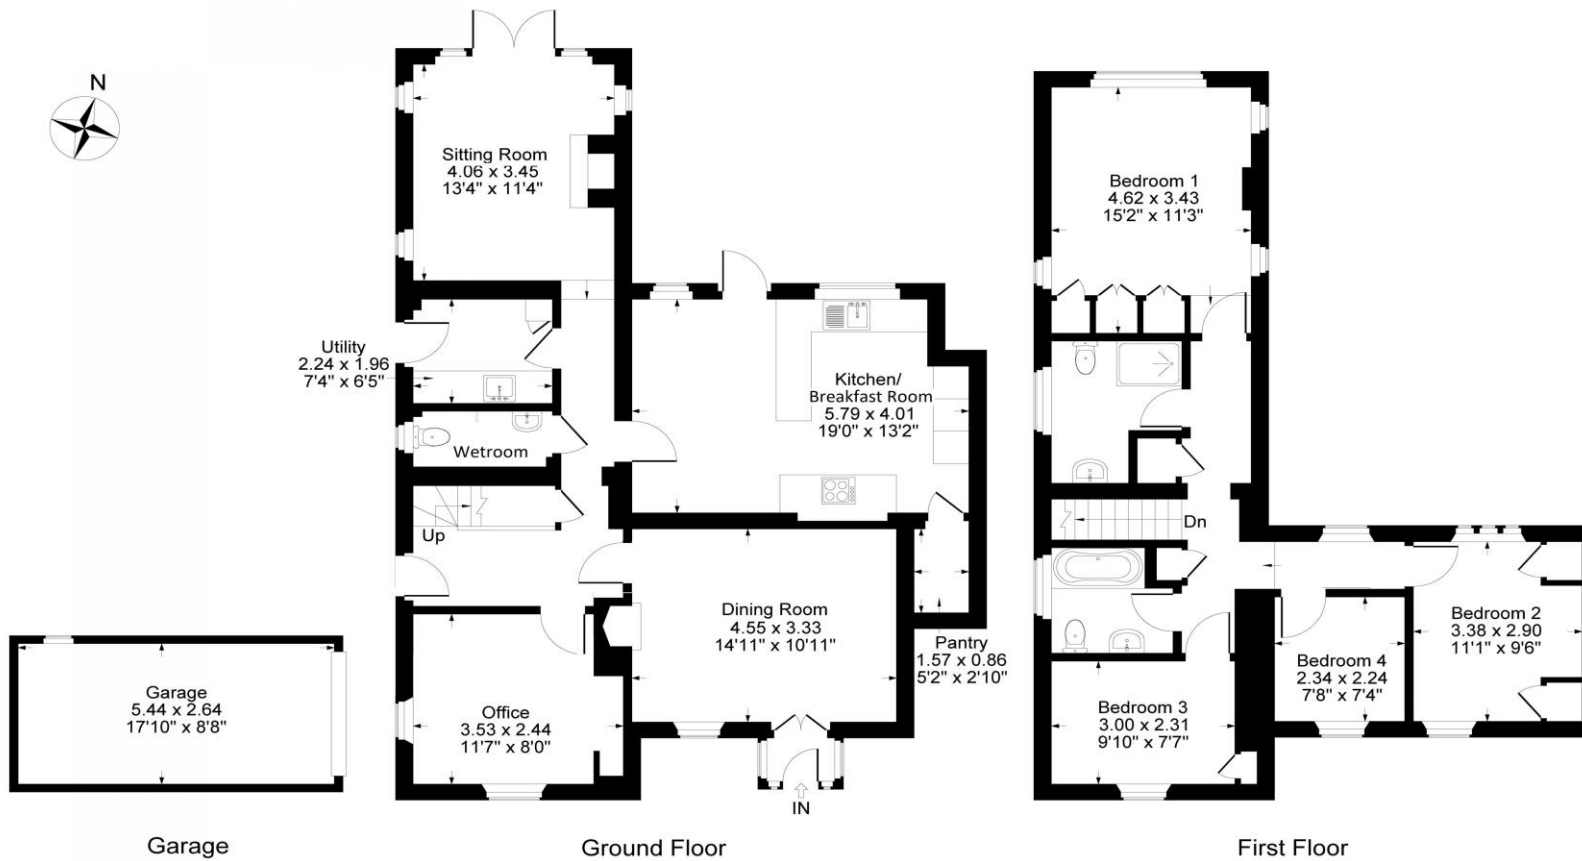 N
Sitting Room
4.06 x 3.45
13'4" x 11'4"
Utility
2.24 x 1.96
7'4" x 6'5"
Wetroom
Kitchen/
Breakfast Room
5.79 x 4.01
19'0" x 13'2"
Up
Dining Room
4.55 x 3.33
14'11" x 10'11"
Pantry
1.57 x 0.86
5'2" x 2'10"
Office
3.53 x 2.44
11'7" x 8'0"
IN
Garage
5.44 x 2.64
17'10" x 8'8"
Bedroom 1
4.62 x 3.43
15'2" x 11'3"
Dn
Bedroom 2
3.38 x 2.90
11'1" x 9'6"
Bedroom 4
2.34 x 2.24
7'8" x 7'4"
Bedroom 3
3.00 x 2.31
9'10" x 7'7"
Garage
Ground Floor
First Floor